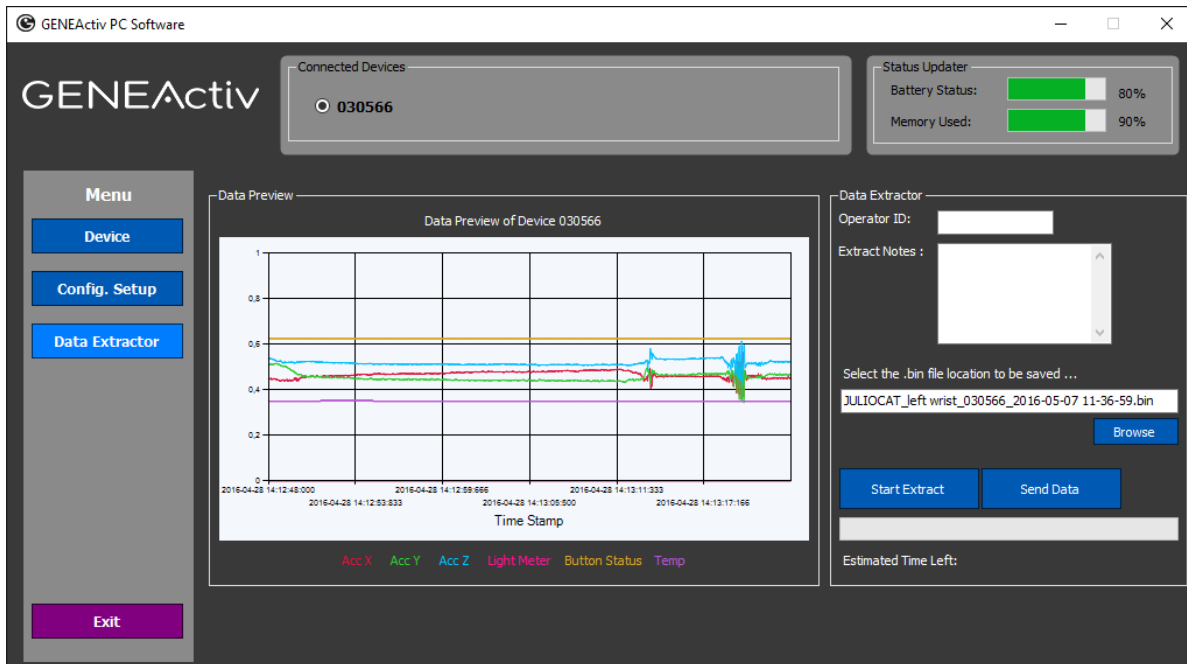 GENEActiv PC Software
GENEActiv
Connected Devices
030566
Status Updater
Battery Status: 80%
Memory Used: 90%
Menu
Device
Config. Setup
Data Extractor
Exit
Data Preview
Data Preview of Device 030566
1
0,8
0,6
0,4
0,2
0
2016-04-28 14:12:48:000 2016-04-28 14:12:59:666 2016-04-28 14:13:11:333
2016-04-28 14:12:53:833 2016-04-28 14:13:05:500 2016-04-28 14:13:17:166
Time Stamp
Acc X Acc Y Acc Z Light Meter Button Status Temp
Data Extractor
Operator ID:
Extract Notes :
Select the .bin file location to be saved ...
JULIOCAT_left wrist_030566_2016-05-07 11-36-59.bin
Browse
Start Extract Send Data
Estimated Time Left: